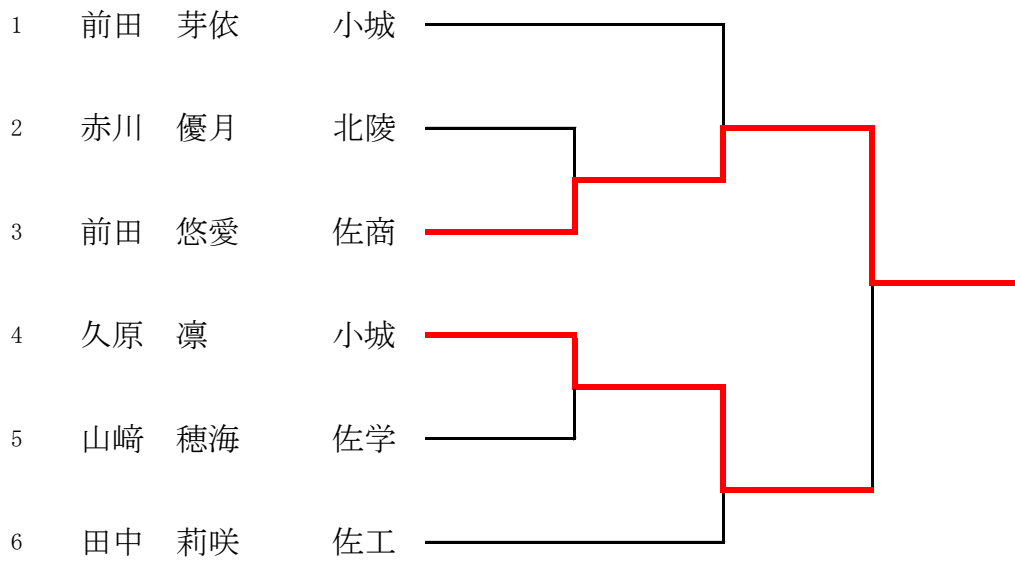 1 前田 芽依 小城
2 赤川 優月 北陵
3 前田 悠愛 佐商
4 久原 凛 小城
5 山﨑 穂海 佐学
6 田中 莉咲 佐工